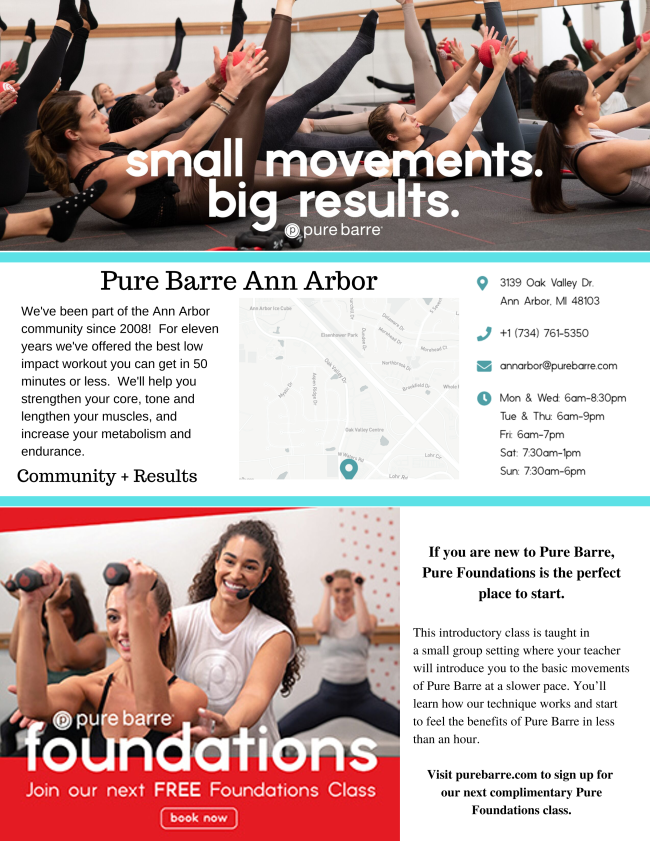 small movements.
big results.
pure barre
Pure Barre Ann Arbor
We've been part of the Ann Arbor
community since 2008!  For eleven
years we've offered the best low
impact workout you can get in 50
minutes or less.  We'll help you
strengthen your core, tone and
lengthen your muscles, and
increase your metabolism and
endurance.
Community + Results
Ann Arbor Ice Cube
Eisenhower Park
Oak Valley Dr
Northbrook
Brookfield Dr
Oak Valley Centre
W Waters Rd
Lohr Rd
3139 Oak Valley Dr.
Ann Arbor, MI 48103
+1 (734) 761-5350
annarbor@purebarre.com
Mon & Wed: 6am-8:30pm
Tue & Thu: 6am-9pm
Fri: 6am-7pm
Sat: 7:30am-1pm
Sun: 7:30am-6pm
pure barre
foundations
Join our next FREE Foundations Class
book now
If you are new to Pure Barre,
Pure Foundations is the perfect
place to start.
This introductory class is taught in
a small group setting where your teacher
will introduce you to the basic movements
of Pure Barre at a slower pace. You'll
learn how our technique works and start
to feel the benefits of Pure Barre in less
than an hour.
Visit purebarre.com to sign up for
our next complimentary Pure
Foundations class.